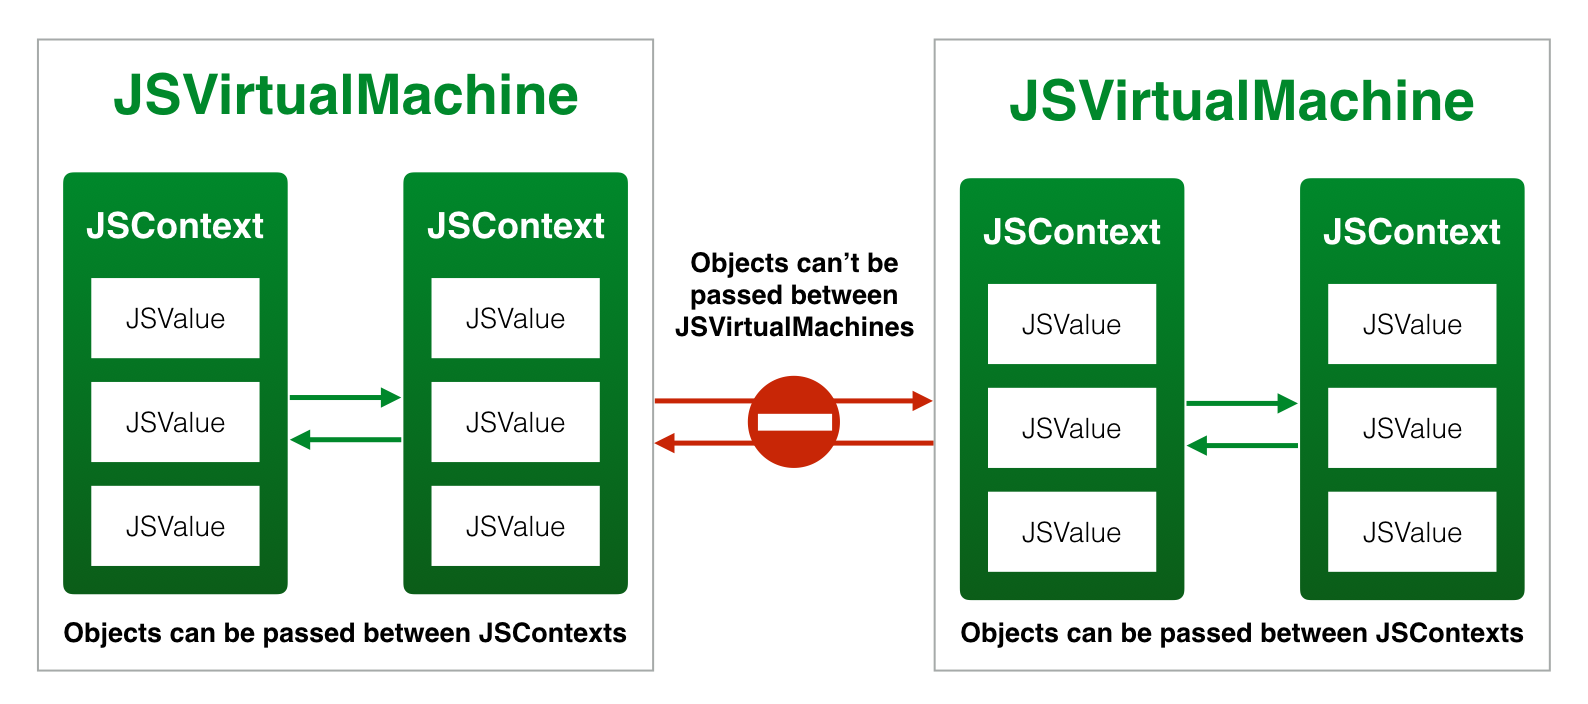 JSVirtualMachine
JSContext
JSValue
JSValue
JSValue
JSContext
JSValue
JSValue
JSValue
Objects can be passed between JSContexts
Objects can’t be
passed between
JSVirtualMachines
JSVirtualMachine
JSContext
JSValue
JSValue
JSValue
JSContext
JSValue
JSValue
JSValue
Objects can be passed between JSContexts